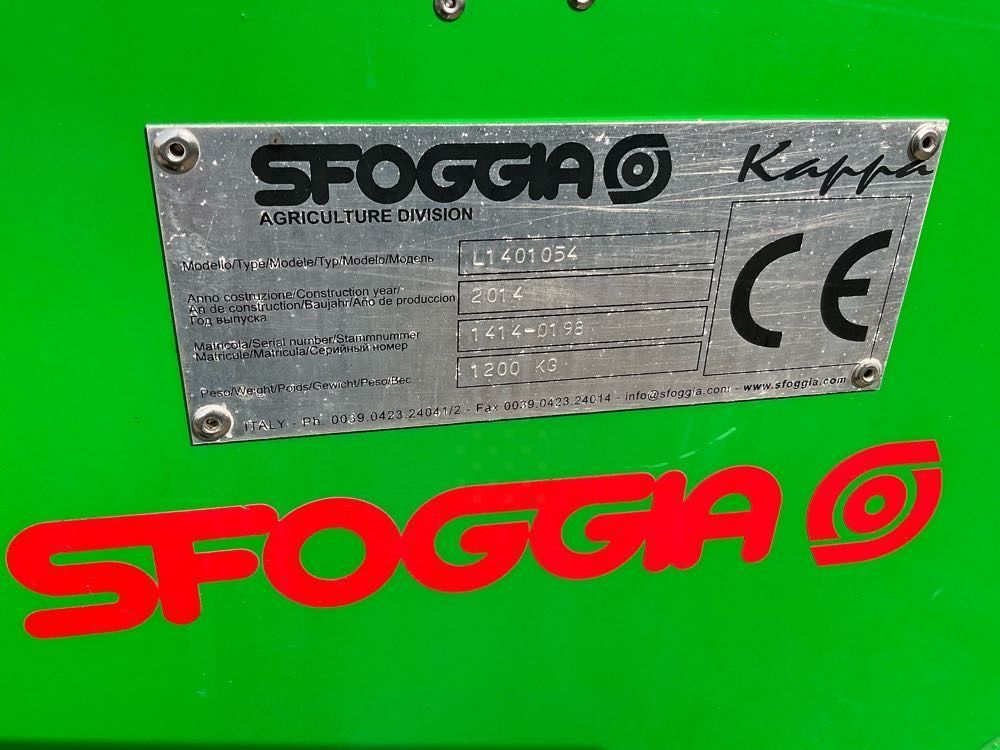 SFOGGIA
Kappa
AGRICULTURE DIVISION
Modello/Type/Modèle/Typ/Modelo/Модель
L1401054
Anno costruzione/Construction year/
An de construction/Baujahr/Año de produccion
Год выпуска
2014
Matricola/Serial number/Stammnummer
Matricule/Matricula/Серийный номер
1414-0198
Peso/Weight/Poids/Gewicht/Peso/Вес
1200 KG
CE
ITALY - Ph. 0039.0423.24041/2 - Fax 0039.0423.24014 - info@sfoggia.com - www.sfoggia.com
SFOGGIA